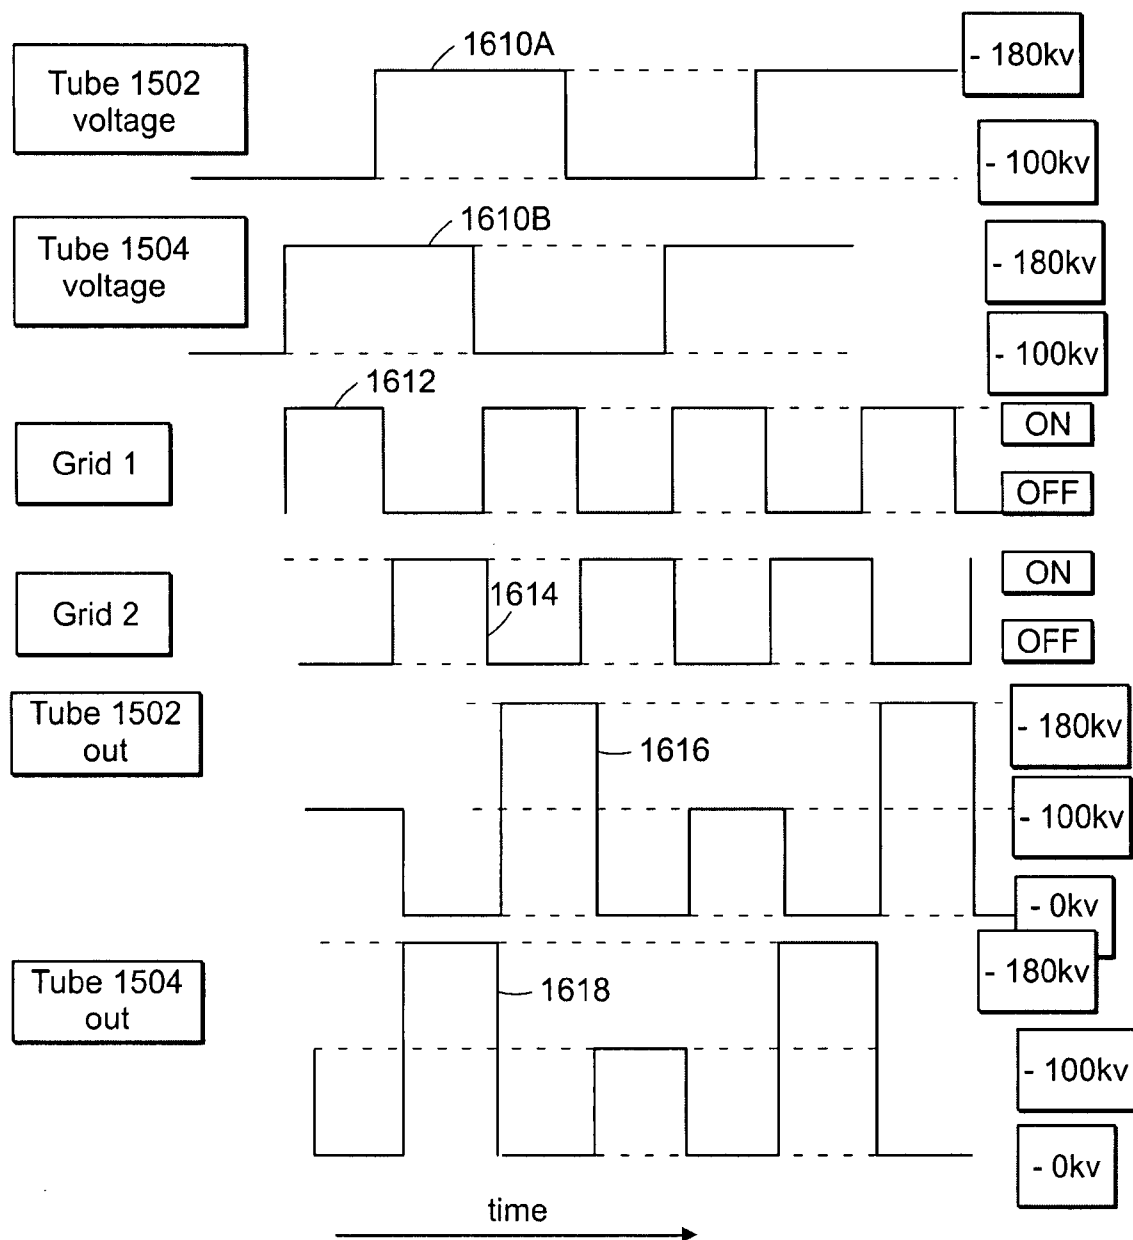 1610A
- 180kv
Tube 1502
voltage
- 100kv
1610B
Tube 1504
voltage
- 180kv
- 100kv
1612
ON
Grid 1
OFF
ON
1614
Grid 2
OFF
Tube 1502
out
- 180kv
1616
- 100kv
- 0kv
- 180kv
Tube 1504
out
1618
- 100kv
- 0kv
time